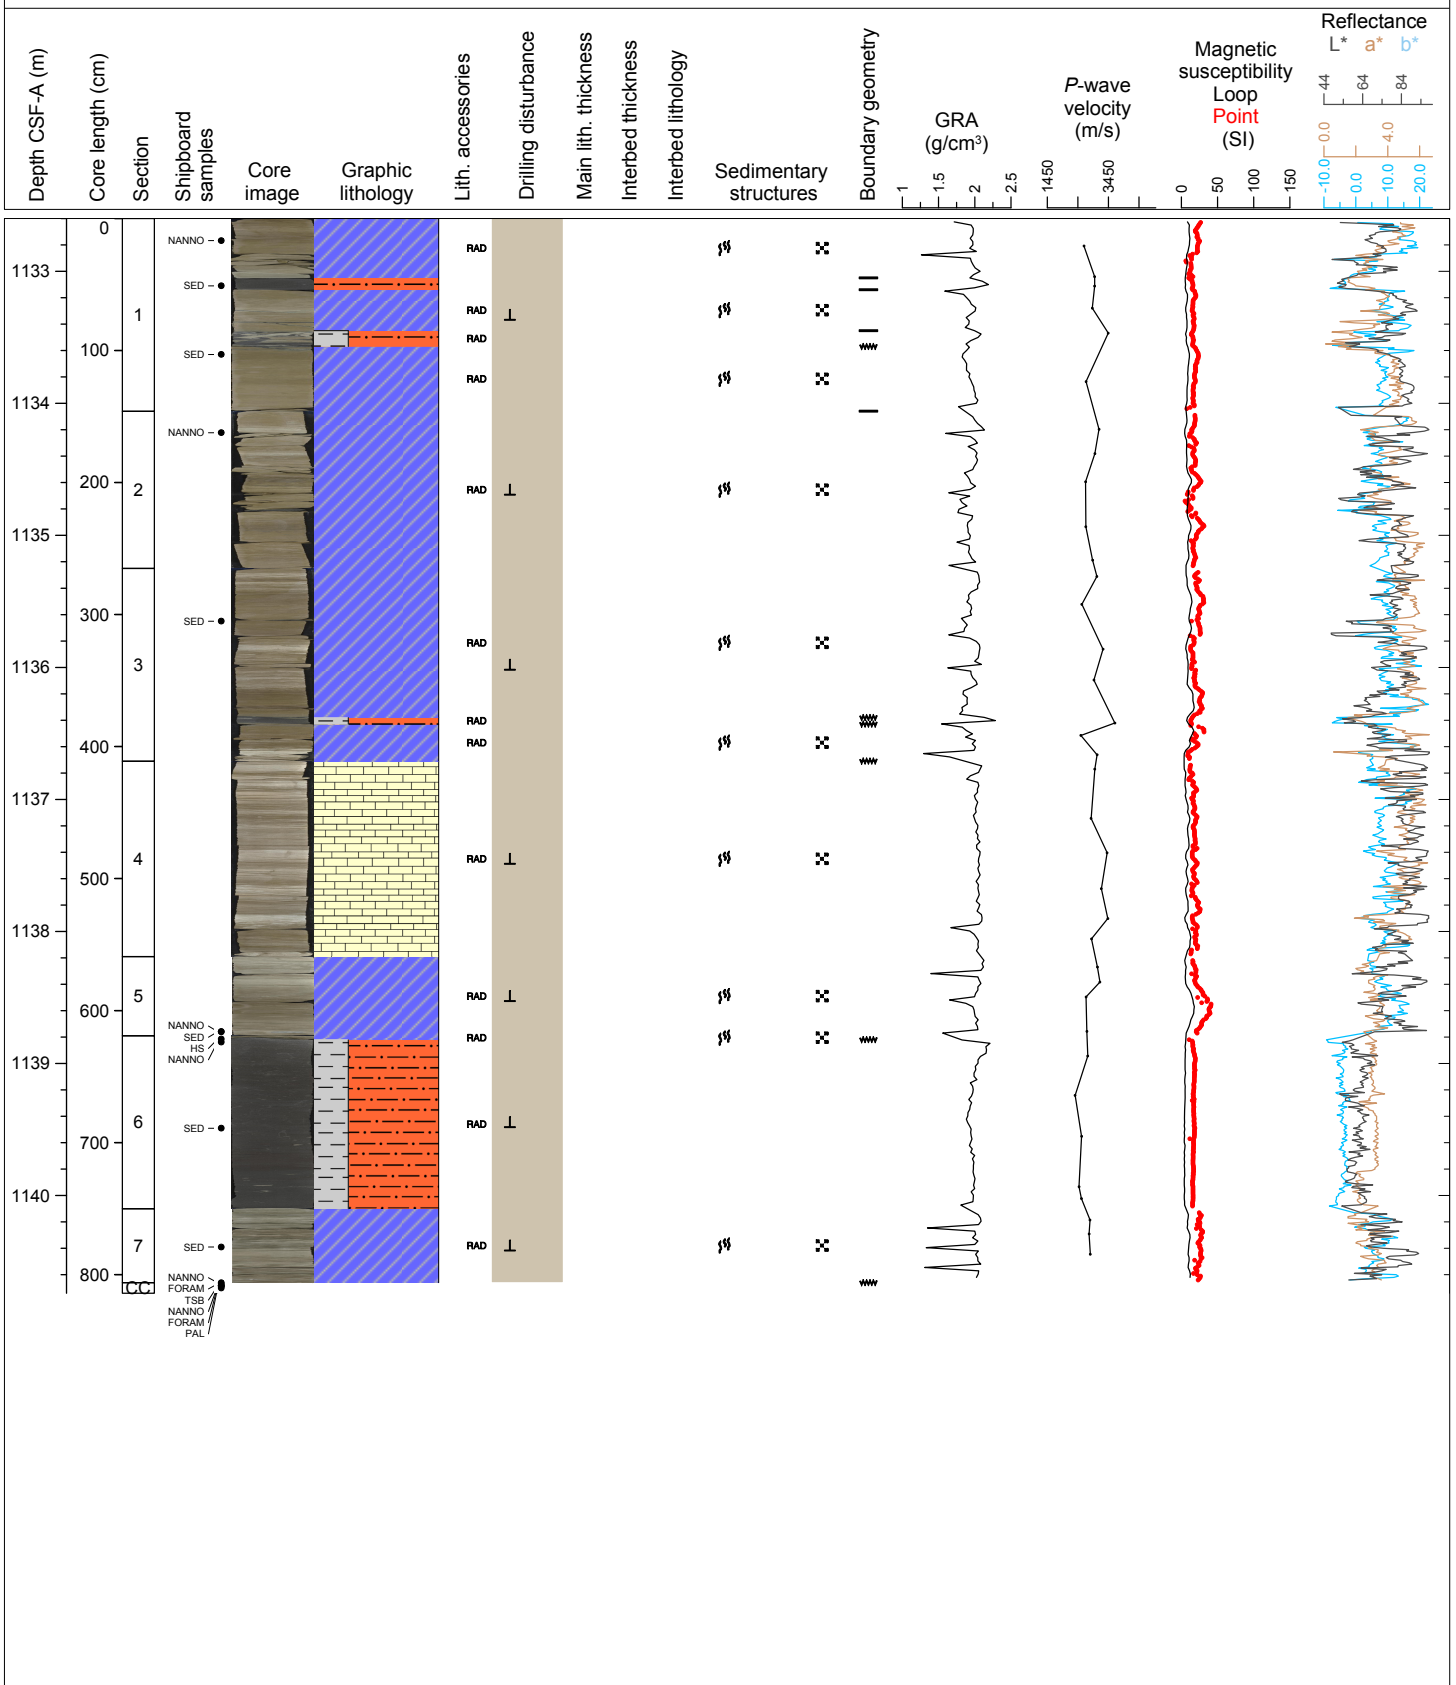 Depth CSF-A (m)
Core length (cm)
Section
Shipboard
samples
Core
image
Graphic
lithology
Lith. accessories
Drilling disturbance
Main lith. thickness
Interbed thickness
Interbed lithology
Sedimentary
structures
Boundary geometry
GRA
(g/cm³)
1
1.5
2
2.5
P-wave
velocity
(m/s)
1450
3450
Magnetic
susceptibility
Loop
Point
(SI)
0
50
100
150
Reflectance
L* a* b*
44
64
84
0.0
4.0
-10.0
0.0
10.0
20.0
0
NANNO
RAD
1133
SED
1
RAD
RAD
100
SED
RAD
1134
NANNO
200
2
RAD
1135
300
SED
RAD
3
1136
RAD
400
RAD
1137
4
RAD
500
1138
5
RAD
600
NANNO
SED
HS
NANNO
RAD
1139
6
SED
RAD
700
1140
7
SED
RAD
800
CC
NANNO
FORAM
TSB
NANNO
FORAM
PAL